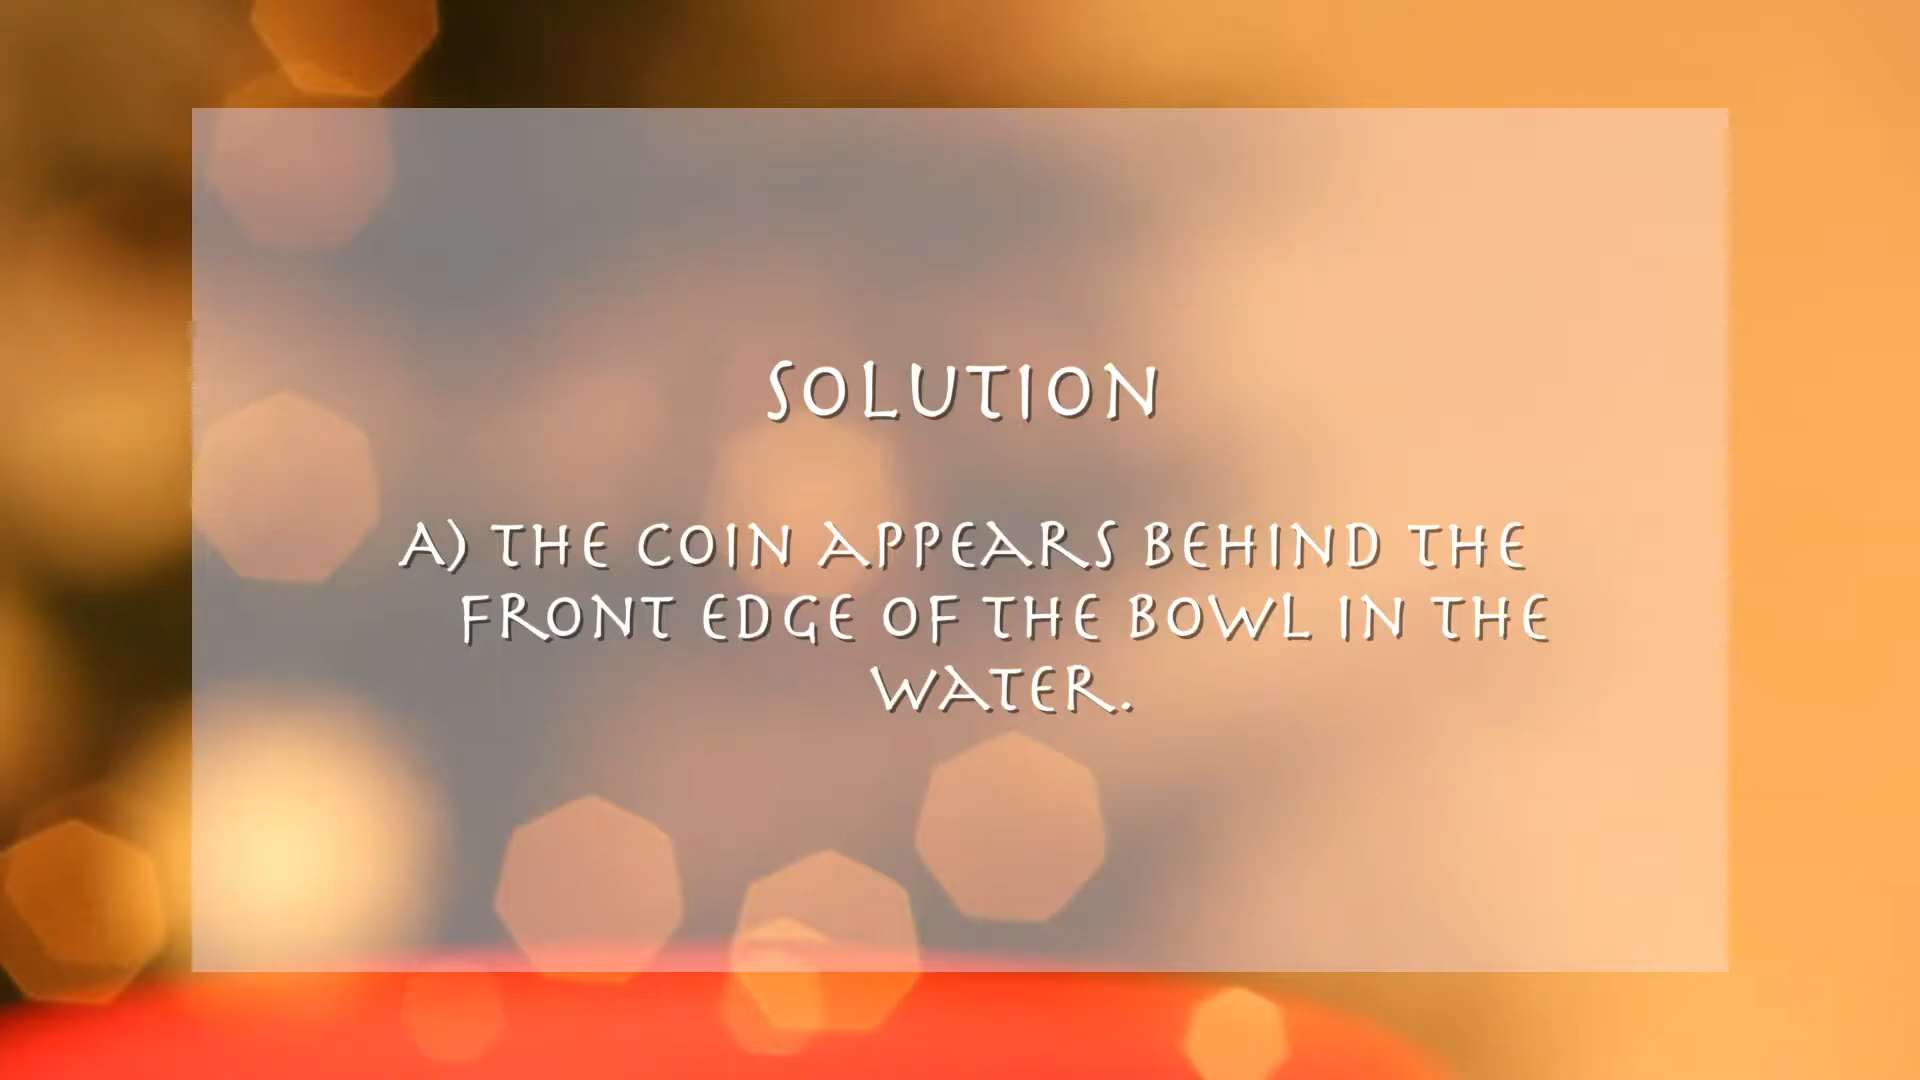 SOLUTION
A) THE COIN APPEARS BEHIND THE
FRONT EDGE OF THE BOWL IN THE
WATER.